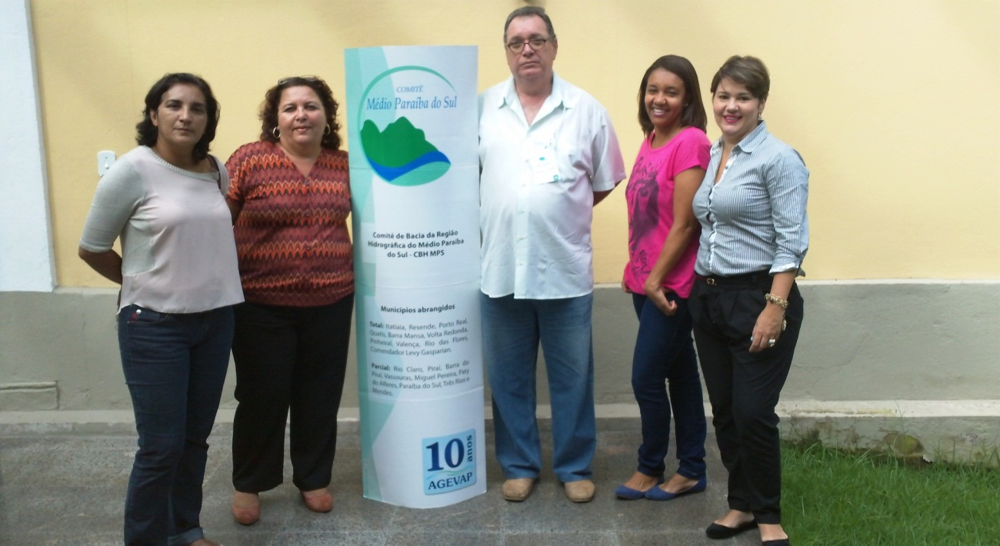 COMITÊ
Médio Paraíba do Sul
Comitê de Bacia da Região
Hidrográfica do Médio Paraíba
do Sul - CBH MPS
Municípios abrangidos
Total: Itatiaia, Resende, Porto Real,
Quatis, Barra Mansa, Volta Redonda,
Pinheiral, Valença, Rio das Flores,
Comendador Levy Gasparian.
Parcial: Rio Claro, Piraí, Barra do
Piraí, Vassouras, Miguel Pereira, Paty
do Alferes, Paraíba do Sul, Três Rios e
Mendes.
10 anos
AGEVAP